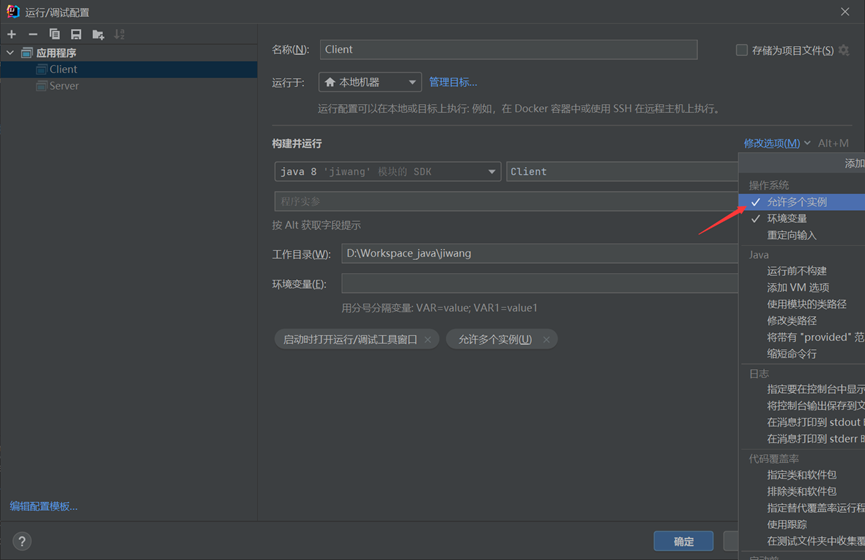 运行/调试配置
应用程序
Client
Server
名称(N):
Client
存储为项目文件(S)
运行于:
本地机器
管理目标...
运行配置可以在本地或目标上执行: 例如，在 Docker 容器中或使用 SSH 在远程主机上执行。
构建并运行
修改选项(M)
Alt+M
java 8 'jiwang' 模块的 SDK
Client
程序实参
按 Alt 获取字段提示
工作目录(W):
D:\Workspace_java\jiwang
环境变量(E):
用分号分隔变量: VAR=value; VAR1=value1
启动时打开运行/调试工具窗口 ×
允许多个实例(U) ×
添加
操作系统
允许多个实例
环境变量
重定向输入
Java
运行前不构建
添加 VM 选项
使用模块的类路径
修改类路径
将带有 "provided" 范
缩短命令行
日志
指定要在控制台中显示
将控制台输出保存到文
在消息打印到 stdout
在消息打印到 stderr 时
代码覆盖率
指定类和软件包
排除类和软件包
指定替代覆盖率运行程
使用跟踪
在测试文件夹中收集覆
编辑配置模板...
?
确定